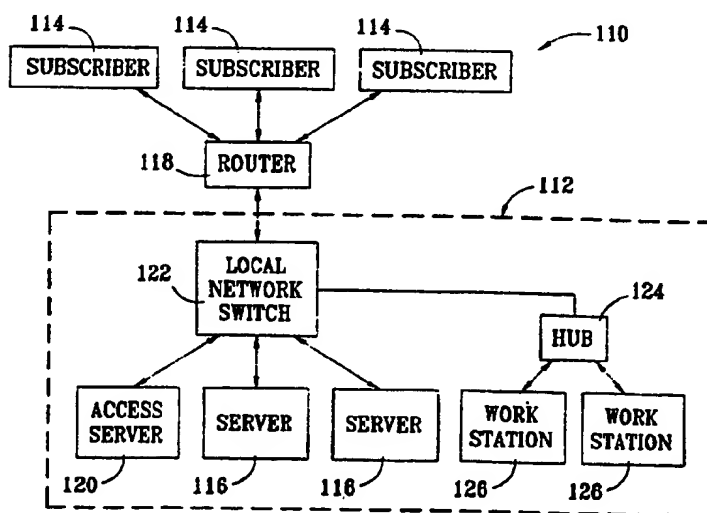 114 114 114 110
SUBSCRIBER SUBSCRIBER SUBSCRIBER
118 ROUTER
112
122 LOCAL NETWORK SWITCH
124
HUB
ACCESS SERVER SERVER SERVER WORK STATION WORK STATION
120 116 116 126 126